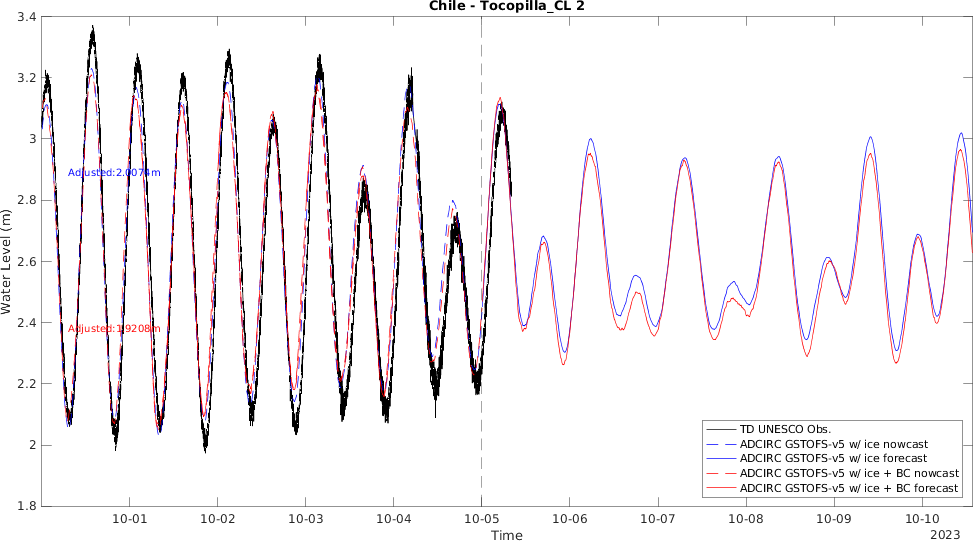 Chile - Tocopilla_CL 2
Water Level (m)
3.4
3.2
3
2.8
2.6
2.4
2.2
2
1.8
Adjusted:2.0074m
Adjusted:1.9208m
TD UNESCO Obs.
ADCIRC GSTOFS-v5 w/ ice nowcast
ADCIRC GSTOFS-v5 w/ ice forecast
ADCIRC GSTOFS-v5 w/ ice + BC nowcast
ADCIRC GSTOFS-v5 w/ ice + BC forecast
10-01
10-02
10-03
10-04
10-05
10-06
10-07
10-08
10-09
10-10
Time
2023